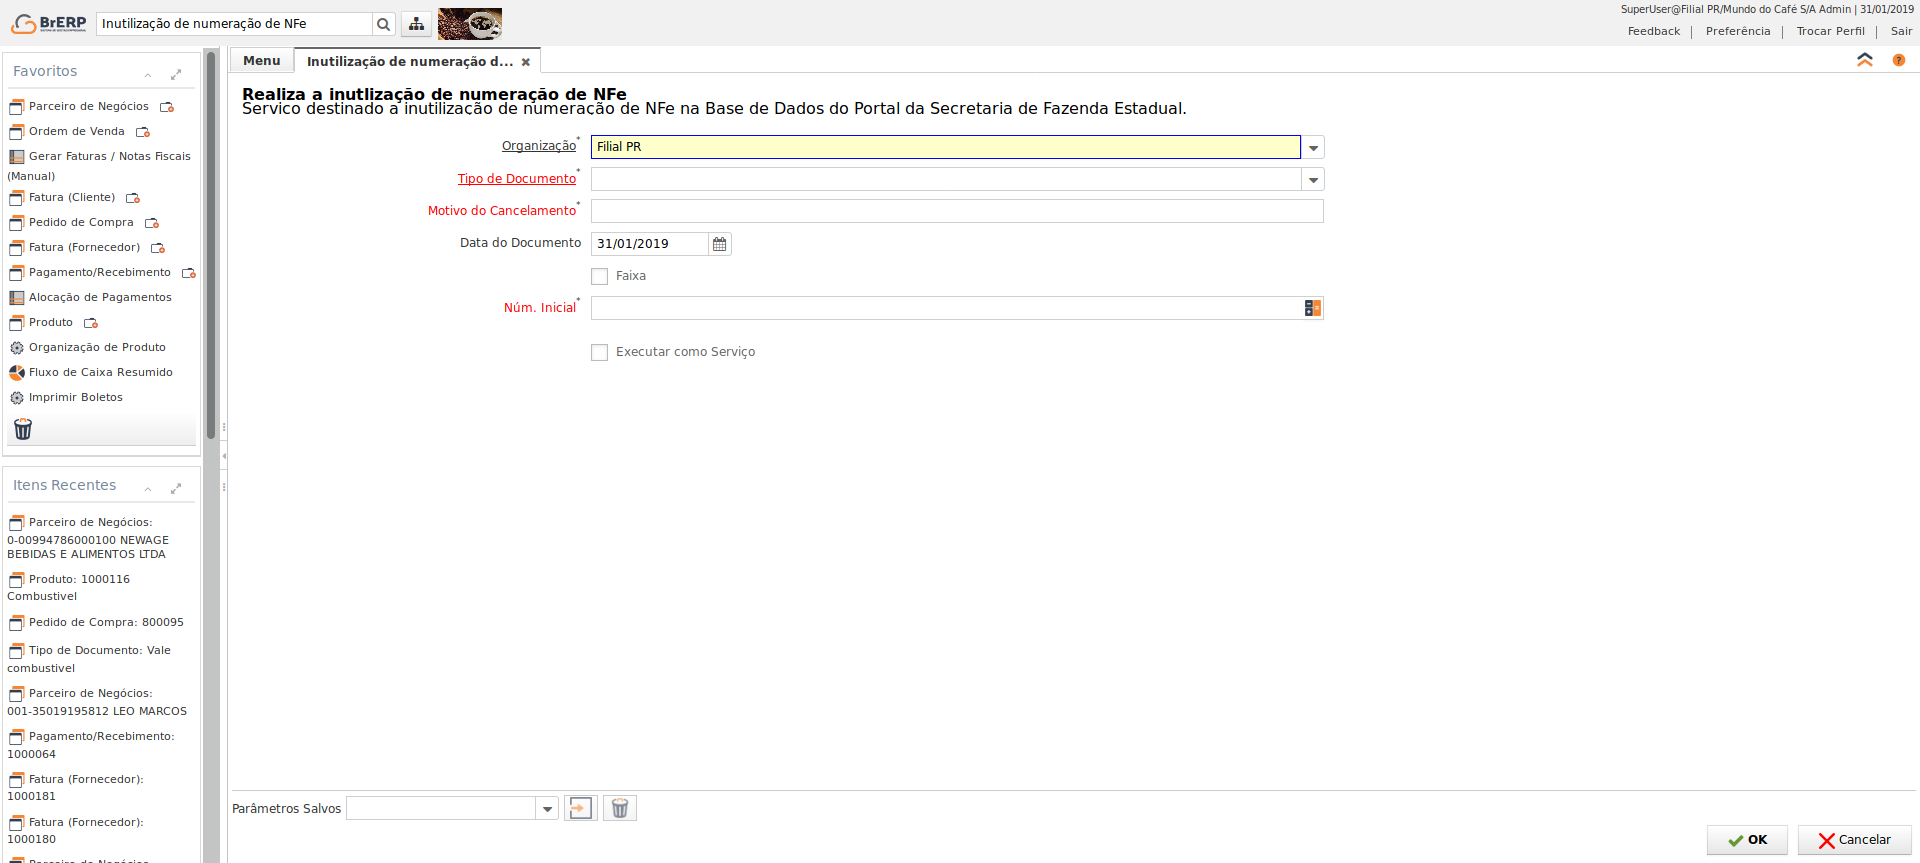 BrERP
Inutilização de numeração de NFe
SuperUser@Filial PR/Mundo do Café S/A Admin | 31/01/2019
Feedback | Preferência | Trocar Perfil | Sair
Favoritos
Parceiro de Negócios
Ordem de Venda
Gerar Faturas / Notas Fiscais
(Manual)
Fatura (Cliente)
Pedido de Compra
Fatura (Fornecedor)
Pagamento/Recebimento
Alocação de Pagamentos
Produto
Organização de Produto
Fluxo de Caixa Resumido
Imprimir Boletos
Itens Recentes
Parceiro de Negócios:
0-00994786000100 NEWAGE
BEBIDAS E ALIMENTOS LTDA
Produto: 1000116
Combustivel
Pedido de Compra: 800095
Tipo de Documento: Vale
combustivel
Parceiro de Negócios:
001-35019195812 LEO MARCOS
Pagamento/Recebimento:
1000064
Fatura (Fornecedor):
1000181
Fatura (Fornecedor):
1000180
Parceiro de Negócios
Menu
Inutilização de numeração d...
Realiza a inutlização de numeração de NFe
Servico destinado a inutilização de numeração de NFe na Base de Dados do Portal da Secretaria de Fazenda Estadual.
Organização* Filial PR
Tipo de Documento*
Motivo do Cancelamento*
Data do Documento 31/01/2019
Faixa
Núm. Inicial*
Executar como Serviço
Parâmetros Salvos
OK
Cancelar